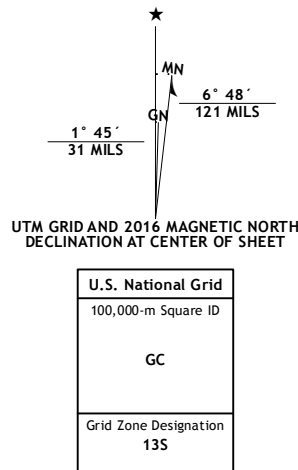 MN
GN
6° 48´
121 MILS
1° 45´
31 MILS
UTM GRID AND 2016 MAGNETIC NORTH
DECLINATION AT CENTER OF SHEET
U.S. National Grid
100,000-m Square ID
GC
Grid Zone Designation
13S